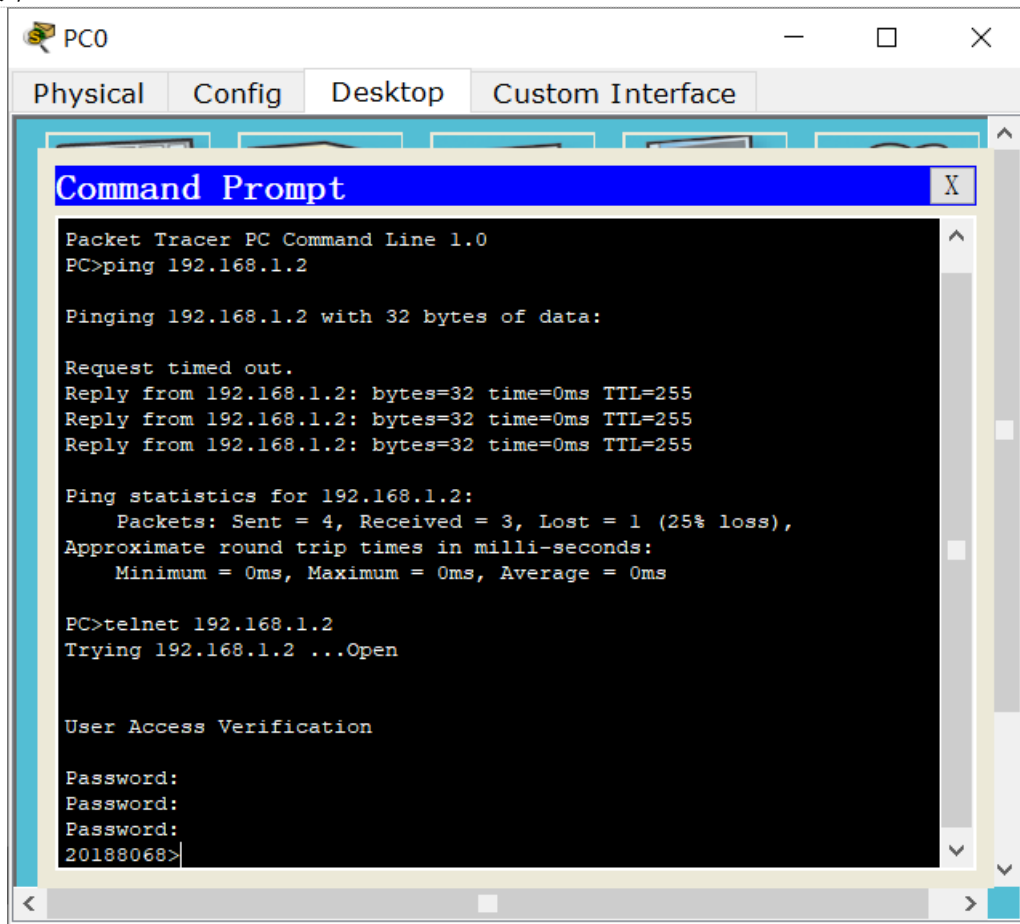 PC0
Physical Config Desktop Custom Interface
Command Prompt
X
Packet Tracer PC Command Line 1.0
PC>ping 192.168.1.2
Pinging 192.168.1.2 with 32 bytes of data:
Request timed out.
Reply from 192.168.1.2: bytes=32 time=0ms TTL=255
Reply from 192.168.1.2: bytes=32 time=0ms TTL=255
Reply from 192.168.1.2: bytes=32 time=0ms TTL=255
Ping statistics for 192.168.1.2:
    Packets: Sent = 4, Received = 3, Lost = 1 (25% loss),
Approximate round trip times in milli-seconds:
    Minimum = 0ms, Maximum = 0ms, Average = 0ms
PC>telnet 192.168.1.2
Trying 192.168.1.2 ...Open
User Access Verification
Password:
Password:
Password:
20188068>